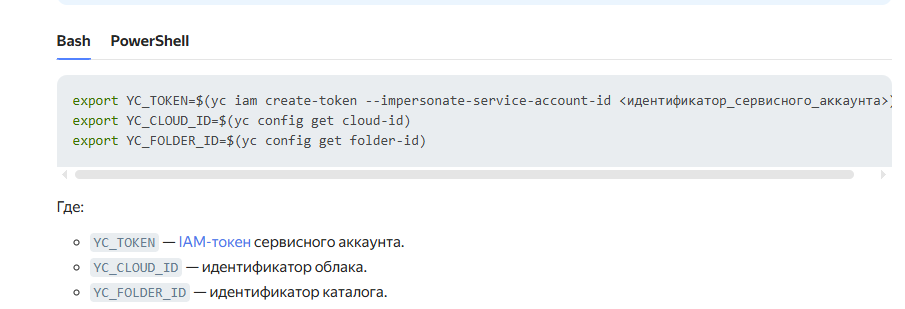 Bash PowerShell
export YC_TOKEN=$(yc iam create-token --impersonate-service-account-id <идентификатор_сервисного_аккаунта>)
export YC_CLOUD_ID=$(yc config get cloud-id)
export YC_FOLDER_ID=$(yc config get folder-id)
Где:
YC_TOKEN — IAM-токен сервисного аккаунта.
YC_CLOUD_ID — идентификатор облака.
YC_FOLDER_ID — идентификатор каталога.